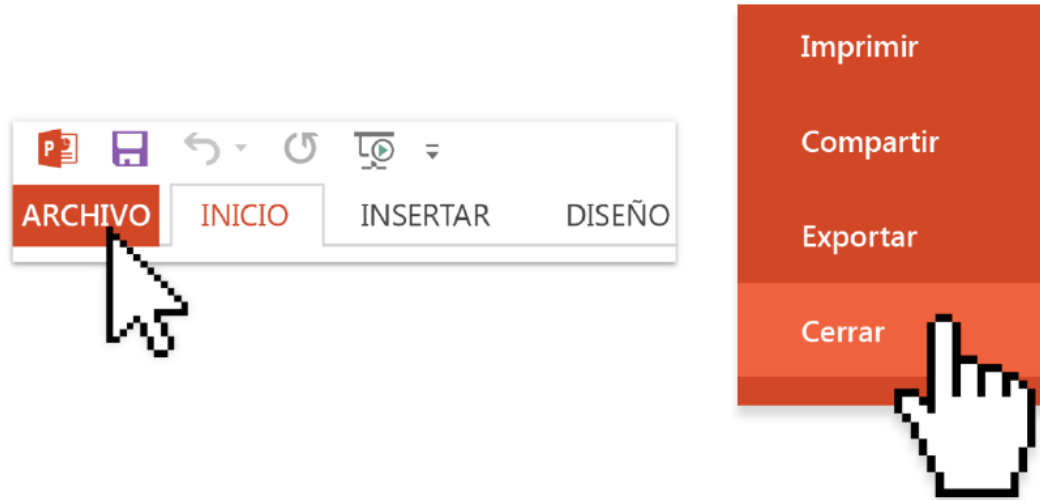 P
ARCHIVO INICIO INSERTAR DISEÑO
Imprimir
Compartir
Exportar
Cerrar